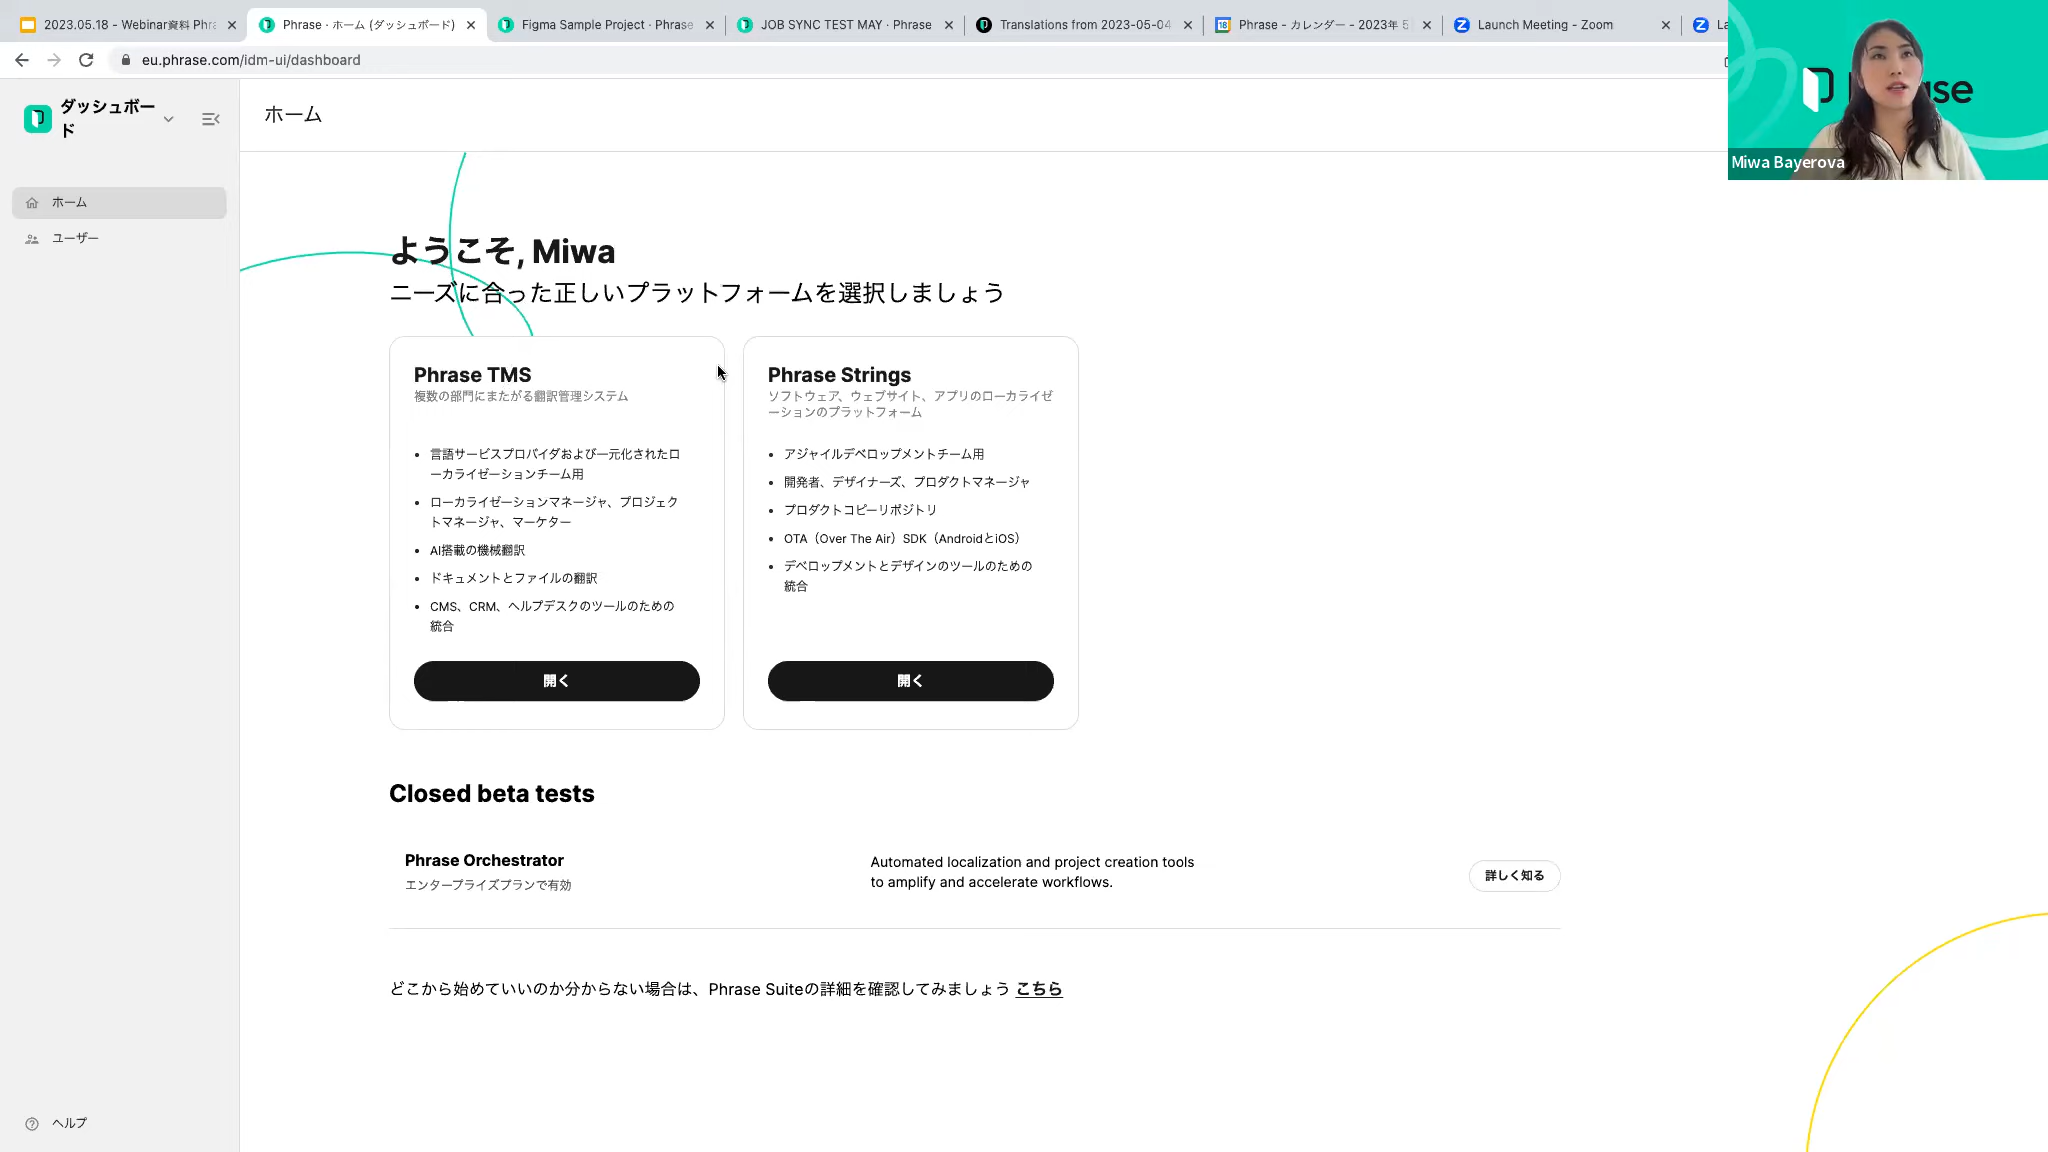 2023.05.18 - Webinar資料 Phra
Phrase · ホーム (ダッシュボード)
Figma Sample Project · Phrase
JOB SYNC TEST MAY · Phrase
Translations from 2023-05-04
Phrase - カレンダー - 2023年 5
Launch Meeting - Zoom
La
eu.phrase.com/idm-ui/dashboard
Miwa Bayerova
ダッシュボー
ド
ホーム
ホーム
ユーザー
ようこそ, Miwa
ニーズに合った正しいプラットフォームを選択しましょう
Phrase TMS
複数の部門にまたがる翻訳管理システム
言語サービスプロバイダおよび一元化されたロ
ーカライゼーションチーム用
ローカライゼーションマネージャ、プロジェク
トマネージャ、マーケター
AI搭載の機械翻訳
ドキュメントとファイルの翻訳
CMS、CRM、ヘルプデスクのツールのための
統合
開く
Phrase Strings
ソフトウェア、ウェブサイト、アプリのローカライゼ
ーションのプラットフォーム
アジャイルデベロップメントチーム用
開発者、デザイナーズ、プロダクトマネージャ
プロダクトコピーリポジトリ
OTA（Over The Air）SDK（AndroidとiOS）
デベロップメントとデザインのツールのための
統合
開く
Closed beta tests
Phrase Orchestrator
エンタープライズプランで有効
Automated localization and project creation tools
to amplify and accelerate workflows.
詳しく知る
どこから始めていいのか分からない場合は、Phrase Suiteの詳細を確認してみましょう こちら
ヘルプ